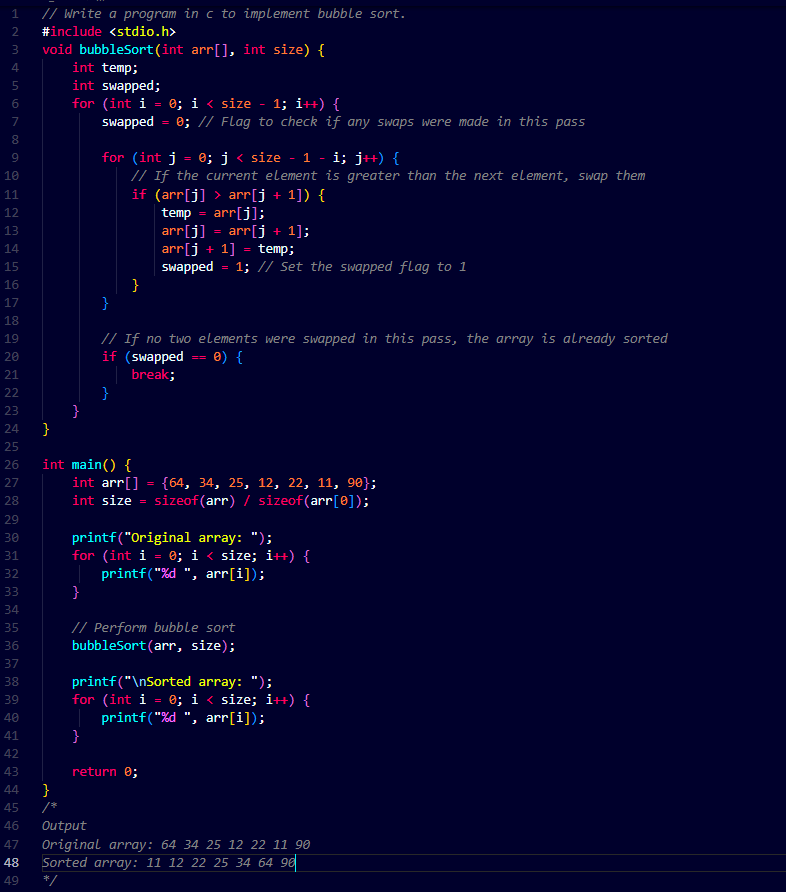 1 // Write a program in c to implement bubble sort.
2 #include <stdio.h>
3 void bubbleSort(int arr[], int size) {
4     int temp;
5     int swapped;
6     for (int i = 0; i < size - 1; i++) {
7         swapped = 0; // Flag to check if any swaps were made in this pass
8
9         for (int j = 0; j < size - 1 - i; j++) {
10             // If the current element is greater than the next element, swap them
11             if (arr[j] > arr[j + 1]) {
12                 temp = arr[j];
13                 arr[j] = arr[j + 1];
14                 arr[j + 1] = temp;
15                 swapped = 1; // Set the swapped flag to 1
16             }
17         }
18
19         // If no two elements were swapped in this pass, the array is already sorted
20         if (swapped == 0) {
21             break;
22         }
23     }
24 }
25
26 int main() {
27     int arr[] = {64, 34, 25, 12, 22, 11, 90};
28     int size = sizeof(arr) / sizeof(arr[0]);
29
30     printf("Original array: ");
31     for (int i = 0; i < size; i++) {
32         printf("%d ", arr[i]);
33     }
34
35     // Perform bubble sort
36     bubbleSort(arr, size);
37
38     printf("\nSorted array: ");
39     for (int i = 0; i < size; i++) {
40         printf("%d ", arr[i]);
41     }
42
43     return 0;
44 }
45 /*
46 Output
47 Original array: 64 34 25 12 22 11 90
48 Sorted array: 11 12 22 25 34 64 90
49 */